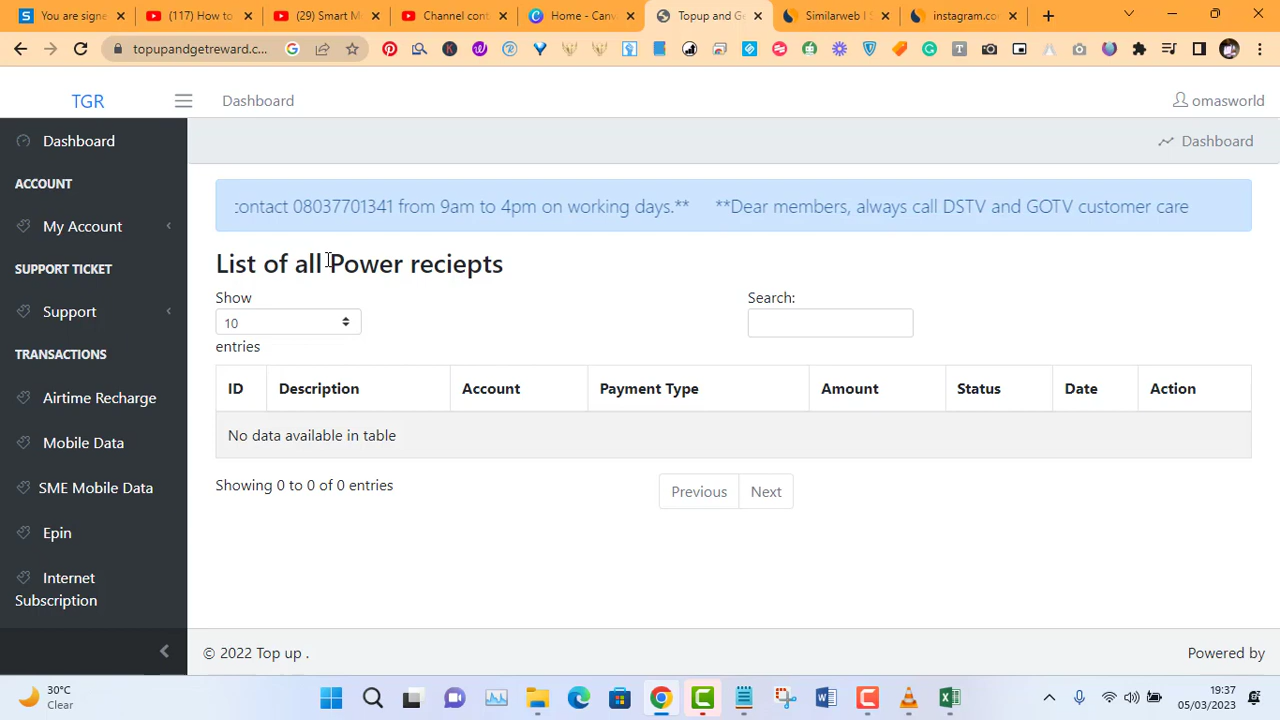 You are signe
(117) How to
(29) Smart M
Channel cont
Home - Canv
Topup and Ge
Similarweb |
instagram.co
topupandgetreward.c...
TGR
Dashboard
omasworld
Dashboard
Dashboard
ACCOUNT
My Account
SUPPORT TICKET
Support
TRANSACTIONS
Airtime Recharge
Mobile Data
SME Mobile Data
Epin
Internet
Subscription
contact 08037701341 from 9am to 4pm on working days.** **Dear members, always call DSTV and GOTV customer care
List of all Power reciepts
Show
10
entries
Search:
ID Description Account Payment Type Amount Status Date Action
No data available in table
Showing 0 to 0 of 0 entries
Previous Next
© 2022 Top up .
Powered by
30°C
Clear
19:37
05/03/2023